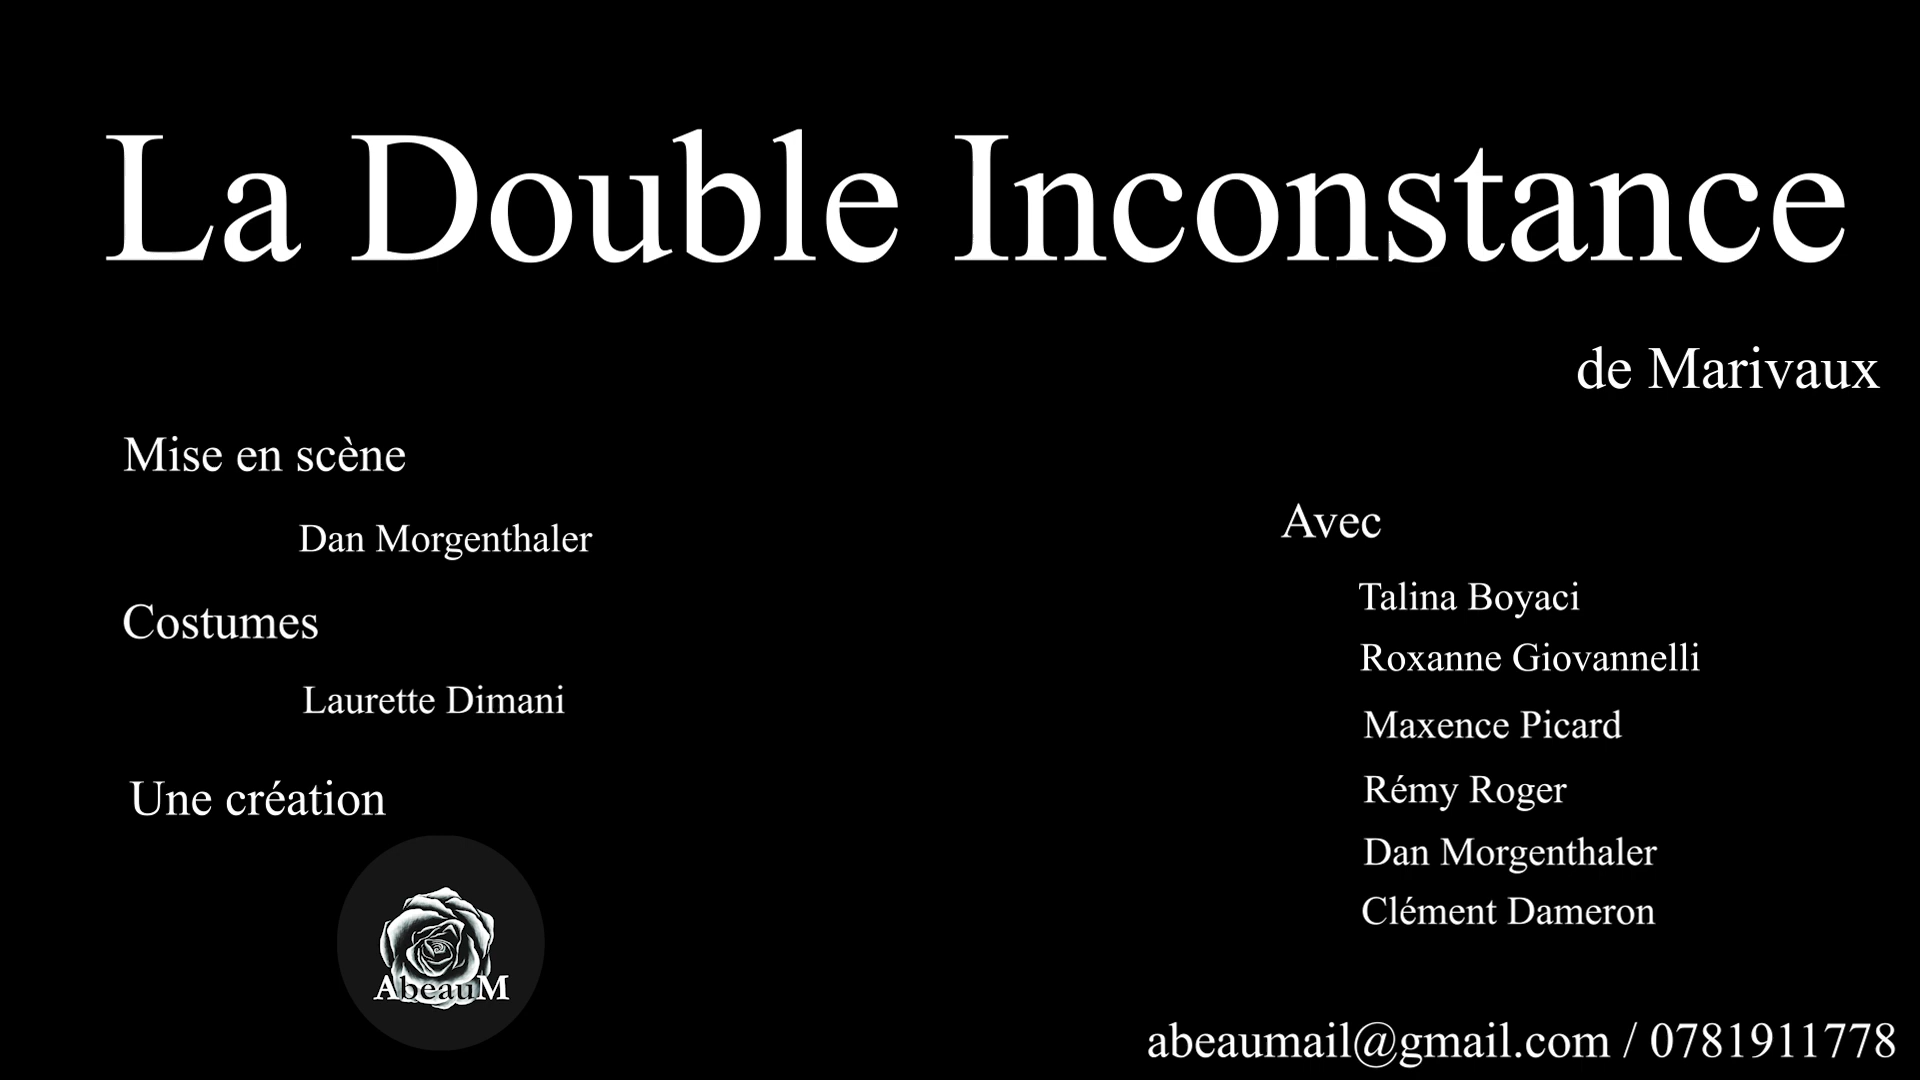 La Double Inconstance
de Marivaux
Mise en scène
Dan Morgenthaler
Costumes
Laurette Dimani
Une création
AbeauM
Avec
Talina Boyaci
Roxanne Giovannelli
Maxence Picard
Rémy Roger
Dan Morgenthaler
Clément Dameron
abeaumail@gmail.com / 0781911778